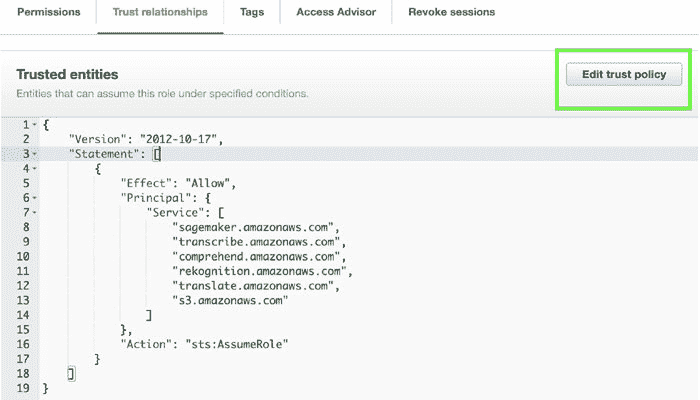 Permissions
Trust relationships
Tags
Access Advisor
Revoke sessions
Trusted entities
Edit trust policy
Entities that can assume this role under specified conditions.
1 {
2 "Version": "2012-10-17",
3 "Statement": [
4 {
5 "Effect": "Allow",
6 "Principal": {
7 "Service": [
8 "sagemaker.amazonaws.com",
9 "transcribe.amazonaws.com",
10 "comprehend.amazonaws.com",
11 "rekognition.amazonaws.com",
12 "translate.amazonaws.com",
13 "s3.amazonaws.com"
14 ]
15 },
16 "Action": "sts:AssumeRole"
17 }
18 ]
19 }